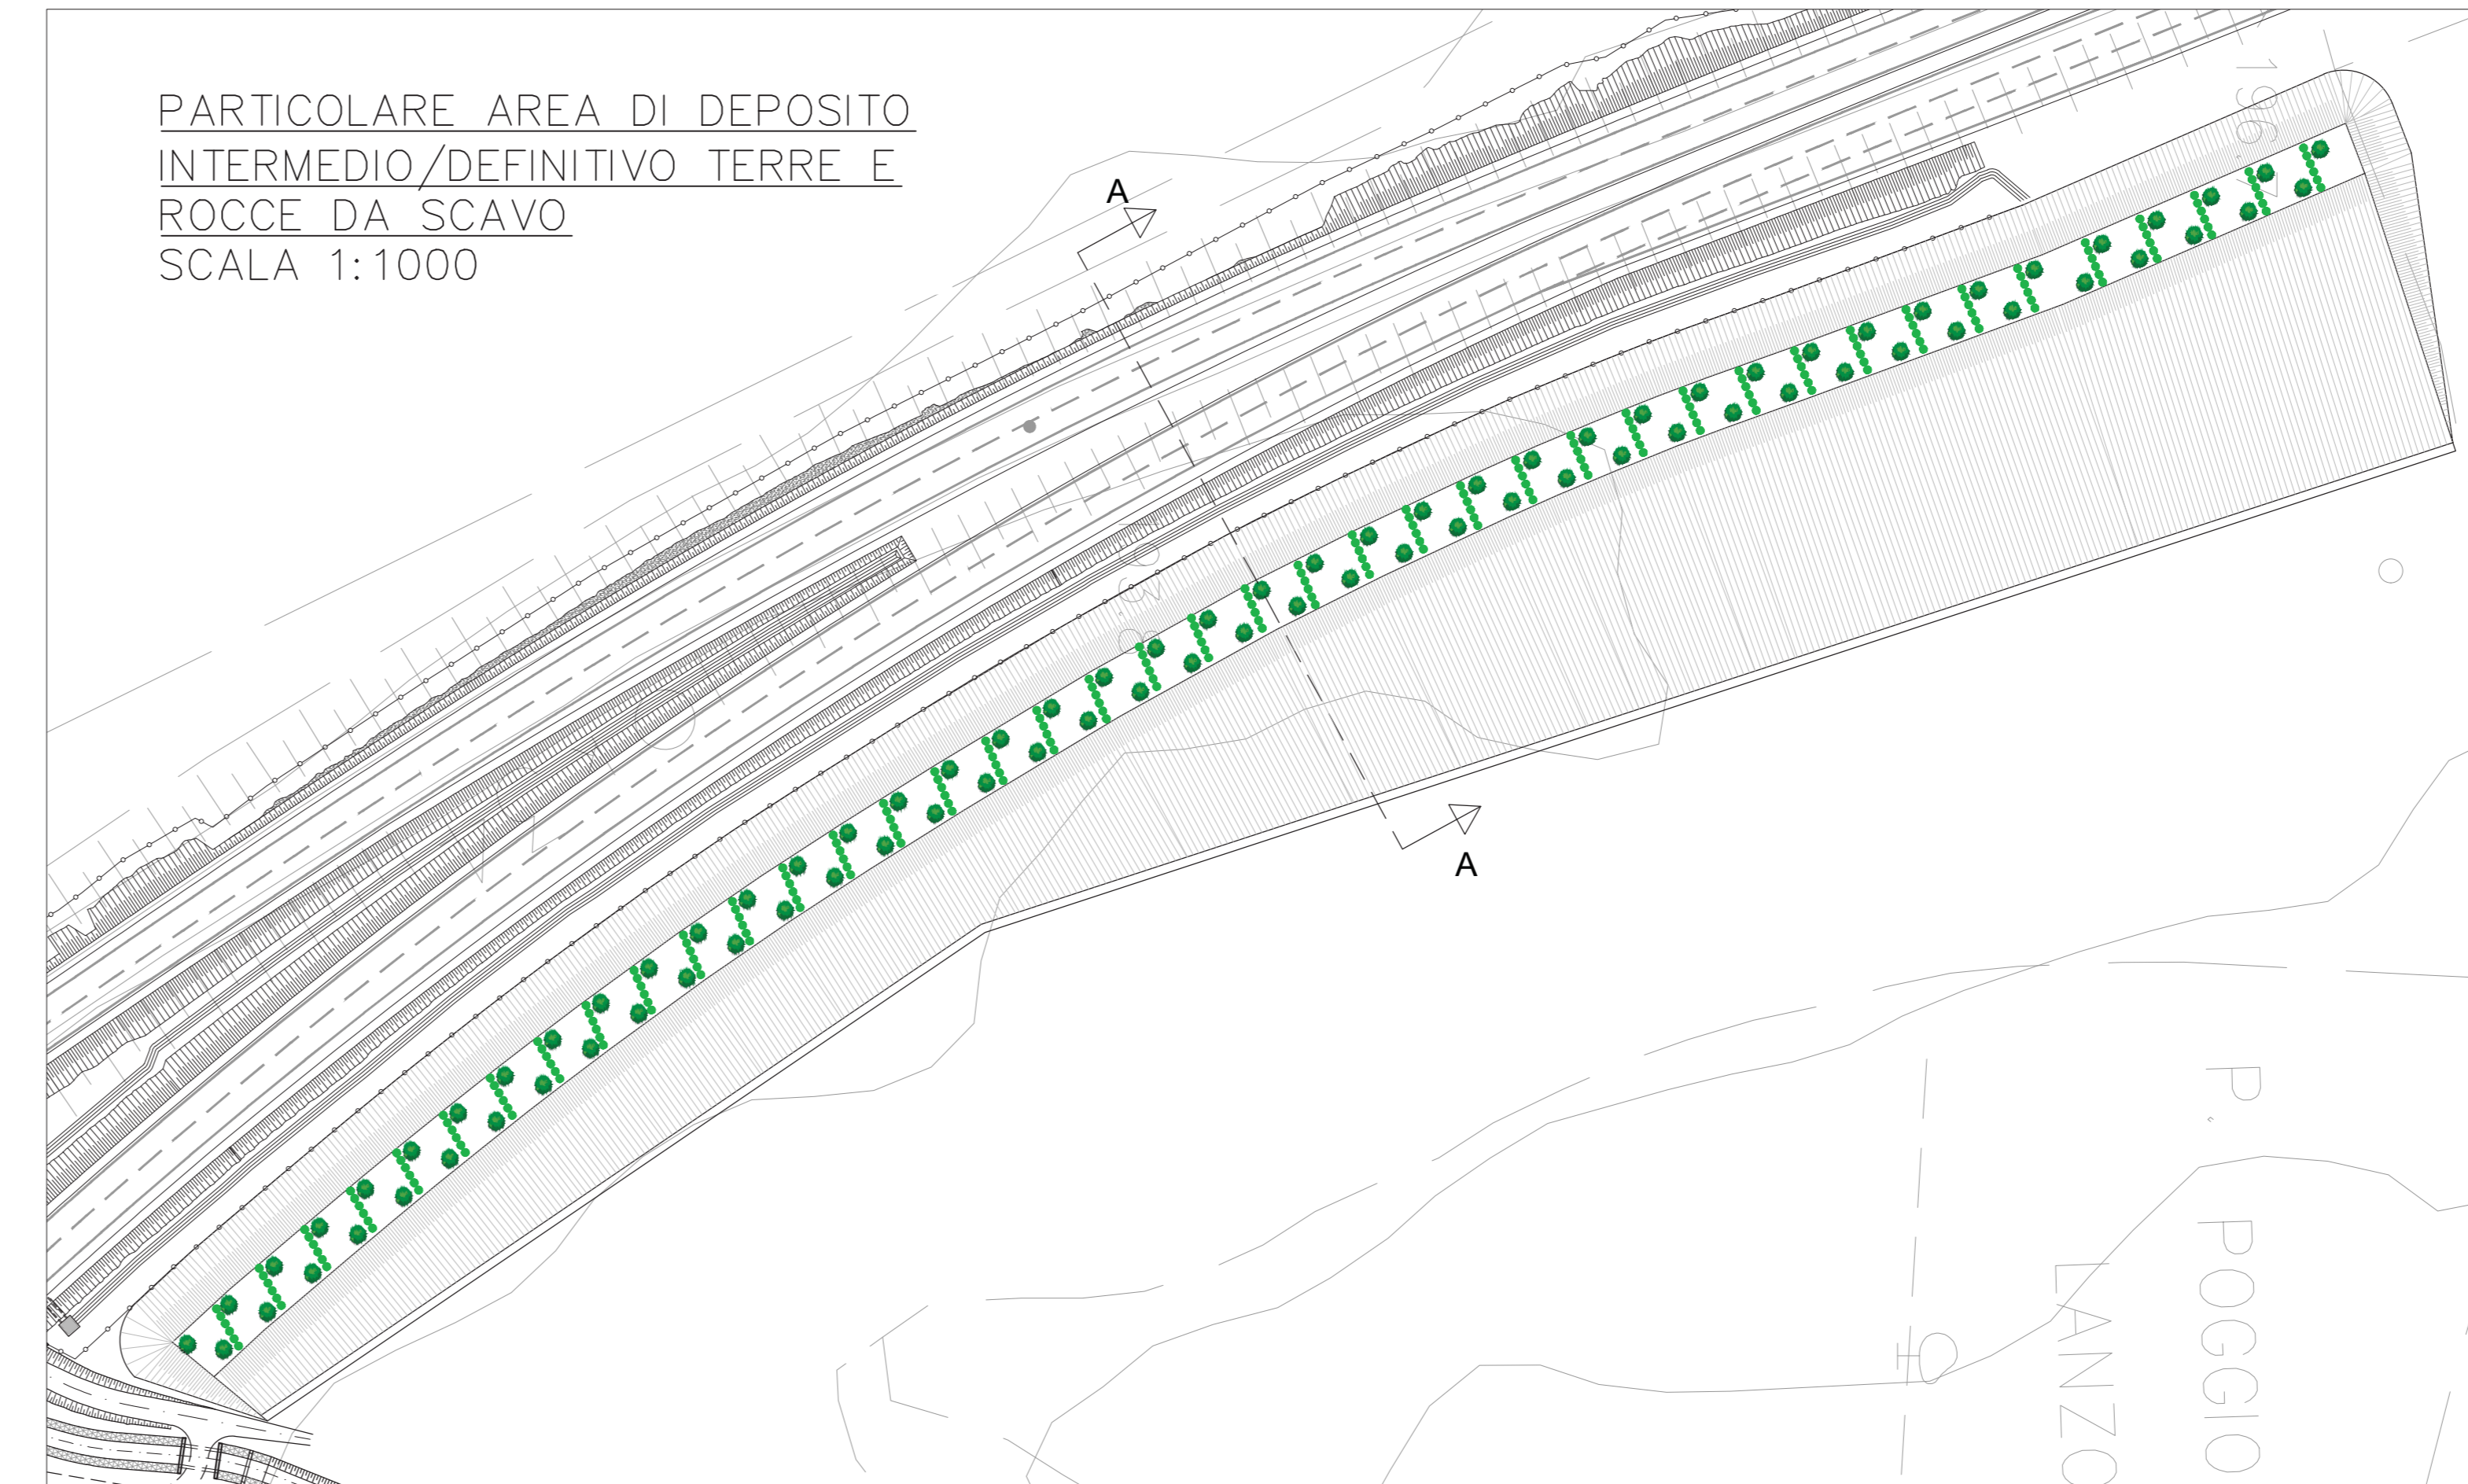 PARTICOLARE AREA DI DEPOSITO
INTERMEDIO/DEFINITIVO TERRE E
ROCCE DA SCAVO
SCALA 1:1000
A
A
P.
POGGIO
LANZO